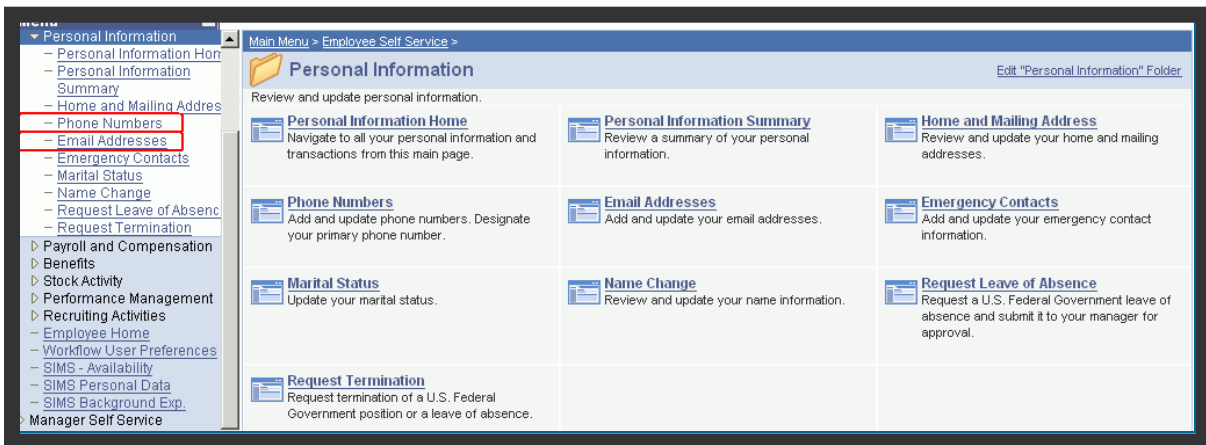 Menu
Personal Information
Personal Information Hom
Personal Information
Summary
Home and Mailing Addres
Phone Numbers
Email Addresses
Emergency Contacts
Marital Status
Name Change
Request Leave of Absenc
Request Termination
Payroll and Compensation
Benefits
Stock Activity
Performance Management
Recruiting Activities
Employee Home
Workflow User Preferences
SIMS - Availability
SIMS Personal Data
SIMS Background Exp.
Manager Self Service
Main Menu > Employee Self Service >
Personal Information
Edit "Personal Information" Folder
Review and update personal information.
Personal Information Home
Navigate to all your personal information and
transactions from this main page.
Personal Information Summary
Review a summary of your personal
information.
Home and Mailing Address
Review and update your home and mailing
addresses.
Phone Numbers
Add and update phone numbers. Designate
your primary phone number.
Email Addresses
Add and update your email addresses.
Emergency Contacts
Add and update your emergency contact
information.
Marital Status
Update your marital status.
Name Change
Review and update your name information.
Request Leave of Absence
Request a U.S. Federal Government leave of
absence and submit it to your manager for
approval.
Request Termination
Request termination of a U.S. Federal
Government position or a leave of absence.